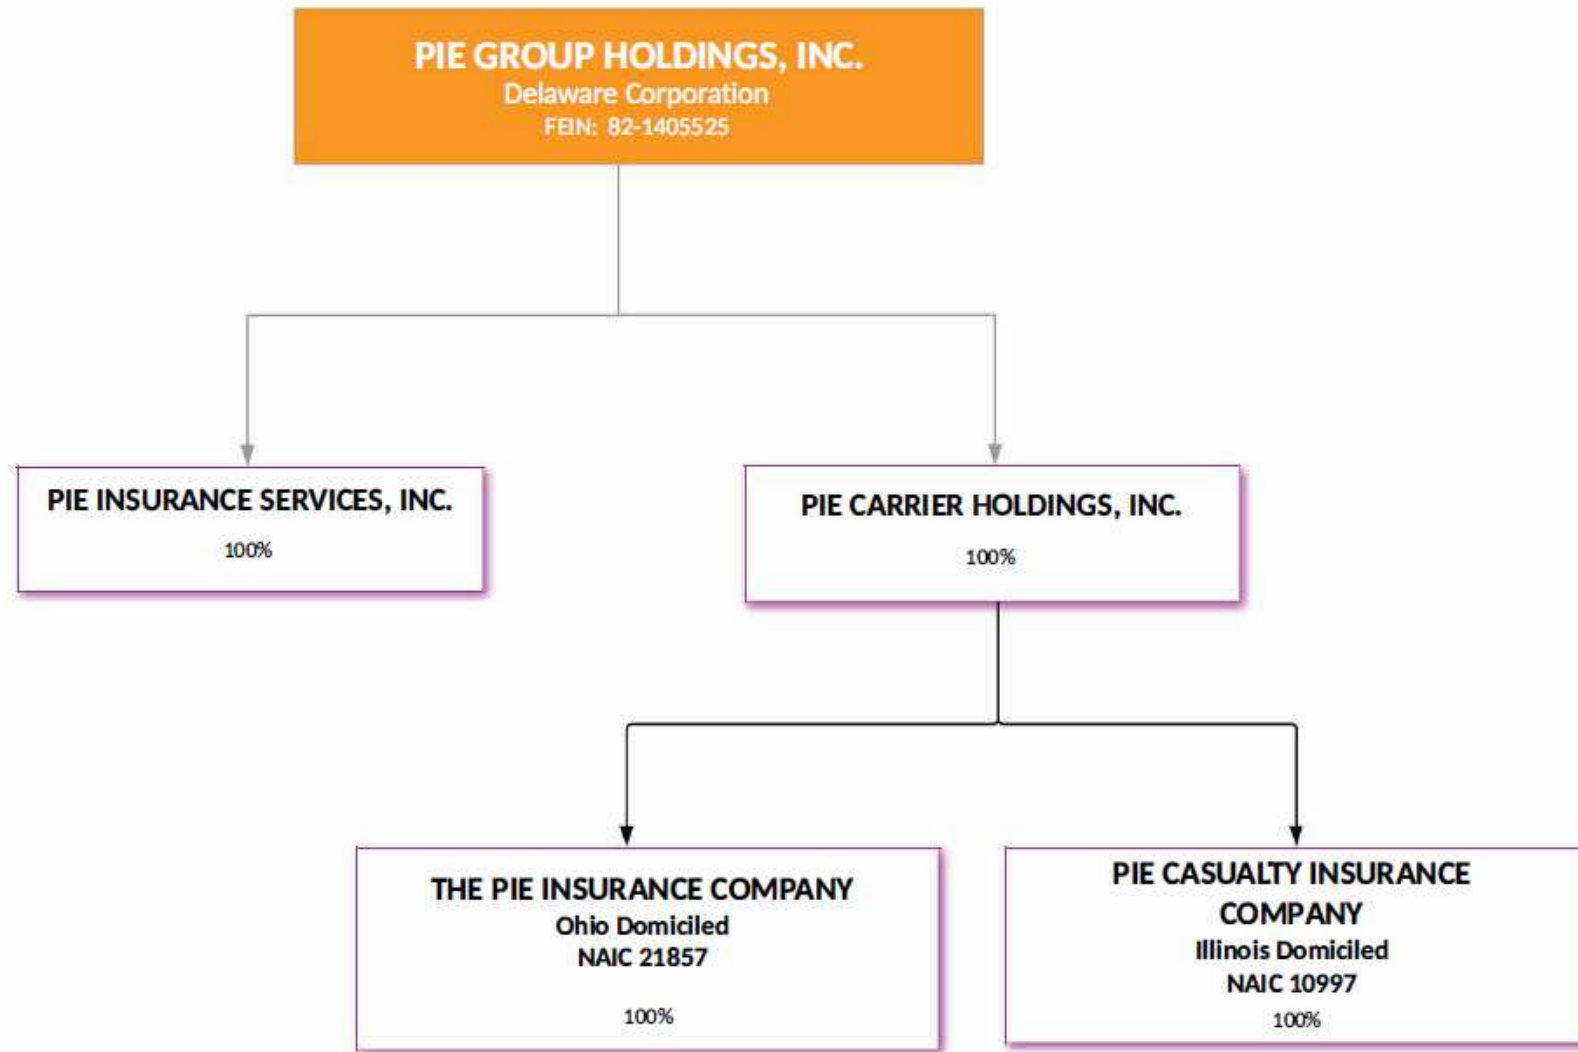 PIE GROUP HOLDINGS, INC.
Delaware Corporation
FEIN: 82-1405525
PIE INSURANCE SERVICES, INC.
100%
PIE CARRIER HOLDINGS, INC.
100%
THE PIE INSURANCE COMPANY
Ohio Domiciled
NAIC 21857
100%
PIE CASUALTY INSURANCE
COMPANY
Illinois Domiciled
NAIC 10997
100%